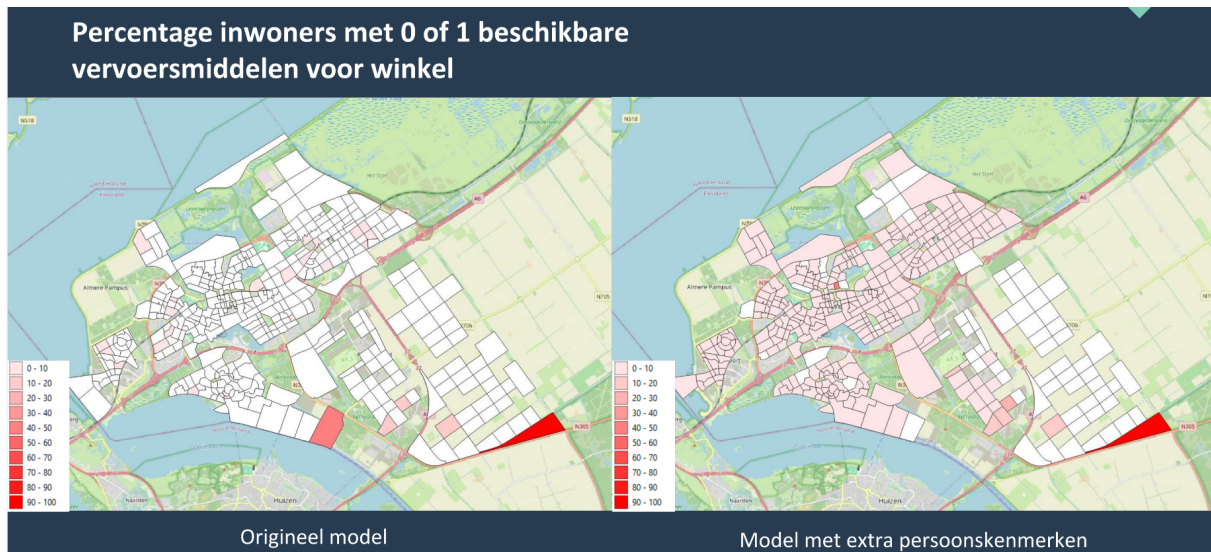 Percentage inwoners met 0 of 1 beschikbare
vervoersmiddelen voor winkel
N518
A6
N305
N706
Almere Pampus
Naarden
Huizen
0 - 10
10 - 20
20 - 30
30 - 40
40 - 50
50 - 60
60 - 70
70 - 80
80 - 90
90 - 100
N518
A6
N705
N706
N305
Almere Pampus
Naarden
Huizen
0 - 10
10 - 20
20 - 30
30 - 40
40 - 50
50 - 60
60 - 70
70 - 80
80 - 90
90 - 100
Origineel model
Model met extra persoonskenmerken